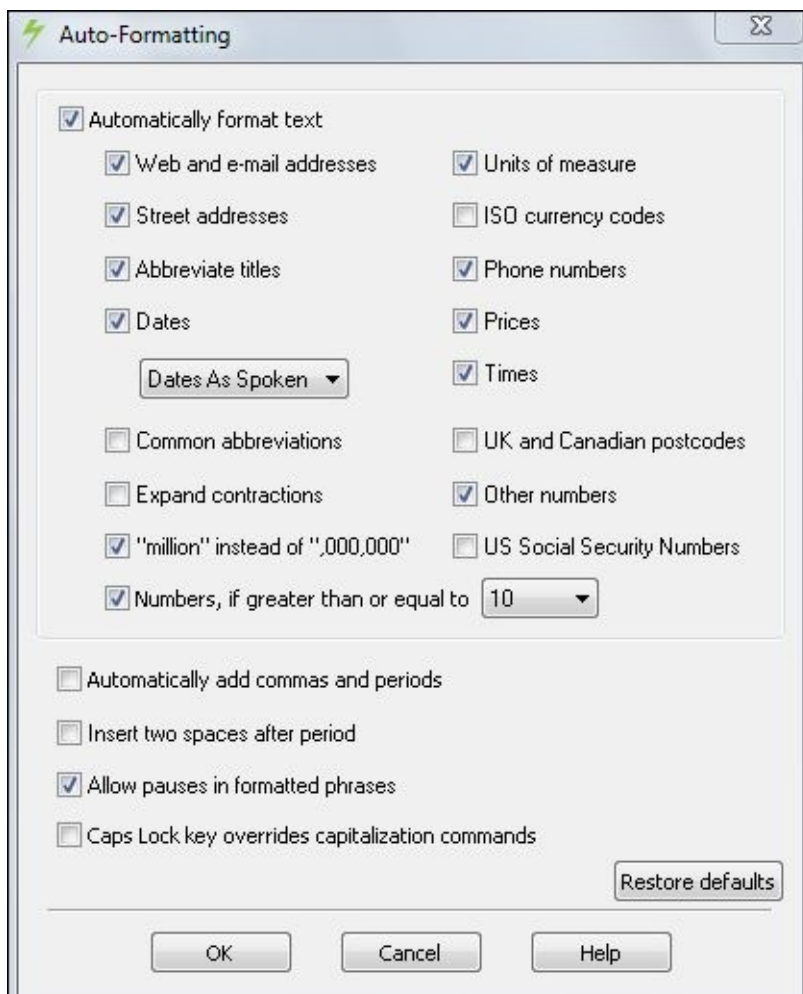 Auto-Formatting
Automatically format text
Web and e-mail addresses
Units of measure
Street addresses
ISO currency codes
Abbreviate titles
Phone numbers
Dates
Prices
Dates As Spoken
Times
Common abbreviations
UK and Canadian postcodes
Expand contractions
Other numbers
"million" instead of ",000,000"
US Social Security Numbers
Numbers, if greater than or equal to 10
Automatically add commas and periods
Insert two spaces after period
Allow pauses in formatted phrases
Caps Lock key overrides capitalization commands
Restore defaults
OK Cancel Help